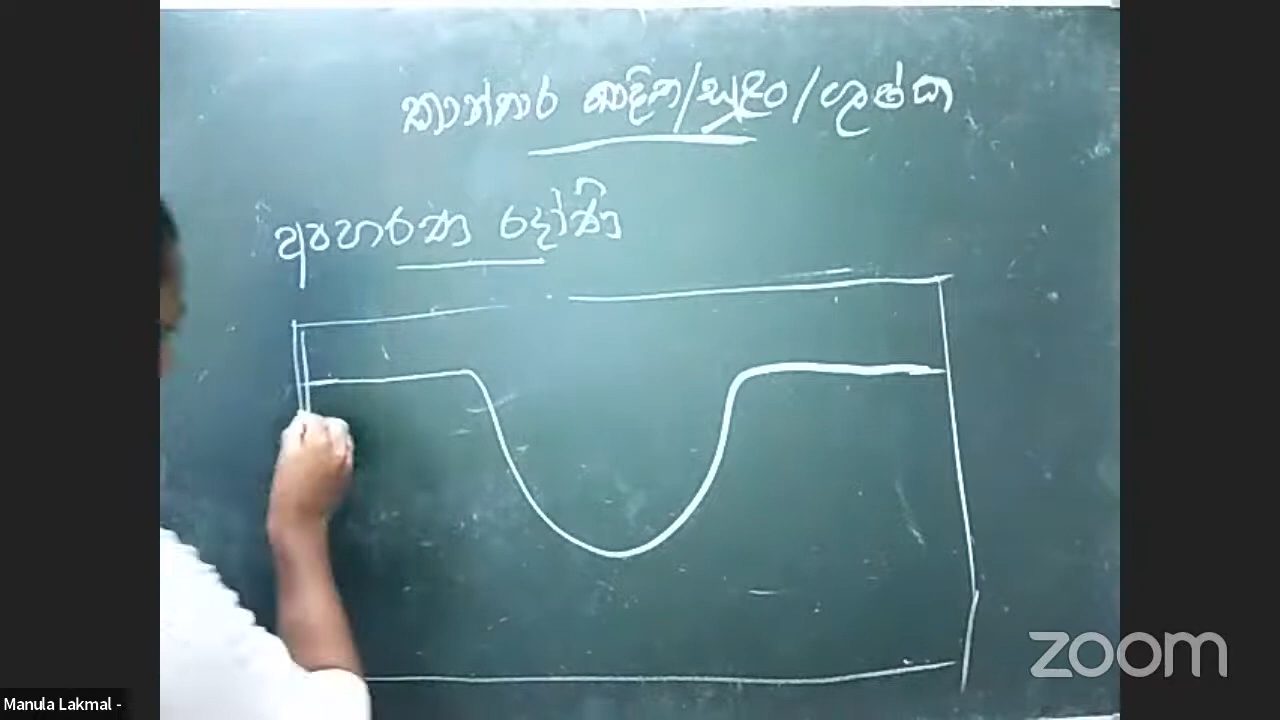 කාන්තාර කාදිත/සුළං/ශුෂ්ක
අපහරණ ද්‍රෝණි
ZOOM
Manula Lakmal -